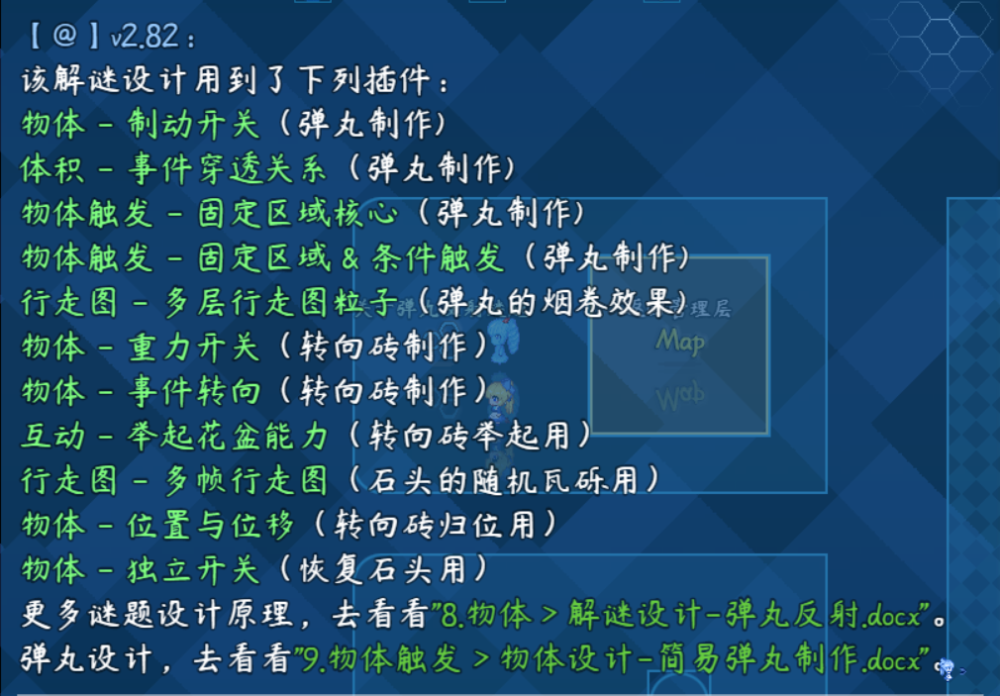 【@】v2.82：
该解谜设计用到了下列插件：
物体 - 制动开关（弹丸制作）
体积 - 事件穿透关系（弹丸制作）
物体触发 - 固定区域核心（弹丸制作）
物体触发 - 固定区域 & 条件触发（弹丸制作）
行走图 - 多层行走图粒子（弹丸的烟卷效果）
物体 - 重力开关（转向砖制作）
物体 - 事件转向（转向砖制作）
互动 - 举起花盆能力（转向砖举起用）
行走图 - 多帧行走图（石头的随机瓦砾用）
物体 - 位置与位移（转向砖归位用）
物体 - 独立开关（恢复石头用）
更多谜题设计原理，去看看"8.物体 > 解谜设计-弹丸反射.docx"。
弹丸设计，去看看"9.物体触发 > 物体设计-简易弹丸制作.docx"。
管理层
Map